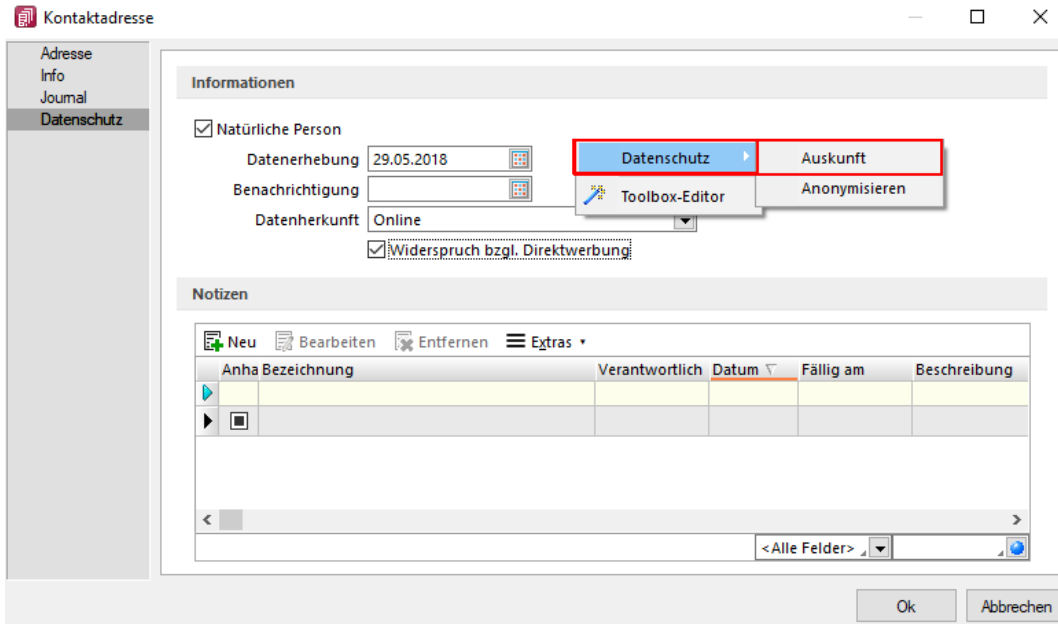 Kontaktadresse
Adresse
Info
Journal
Datenschutz
Informationen
Natürliche Person
Datenerhebung 29.05.2018
Datenschutz Auskunft
Benachrichtigung
Toolbox-Editor Anonymisieren
Datenherkunft Online
Widerspruch bzgl. Direktwerbung
Notizen
Neu Bearbeiten Entfernen Extras
Anha Bezeichnung Verantwortlich Datum Fällig am Beschreibung
<Alle Felder>
Ok Abbrechen